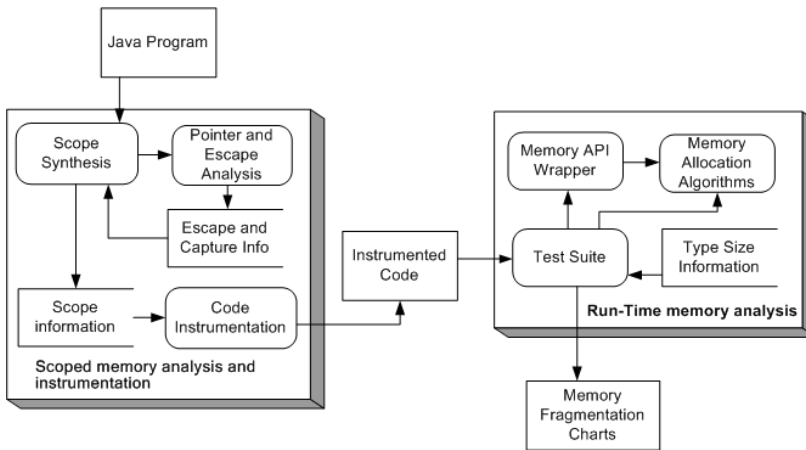 Java Program
Scope
Synthesis
Pointer and
Escape
Analysis
Escape and
Capture Info
Scope
information
Code
Instrumentation
Scoped memory analysis and
instrumentation
Instrumented
Code
Memory API
Wrapper
Memory
Allocation
Algorithms
Test Suite
Type Size
Information
Run-Time memory analysis
Memory
Fragmentation
Charts